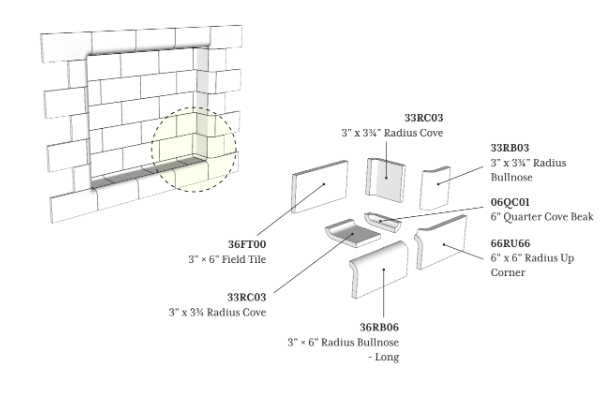 33RC03
3” x 3¾” Radius Cove
33RB03
3” x 3¾” Radius
Bullnose
06QC01
6” Quarter Cove Beak
36FT00
3” × 6” Field Tile
66RU66
6” x 6” Radius Up
Corner
33RC03
3” x 3¾ Radius Cove
36RB06
3” × 6” Radius Bullnose
- Long